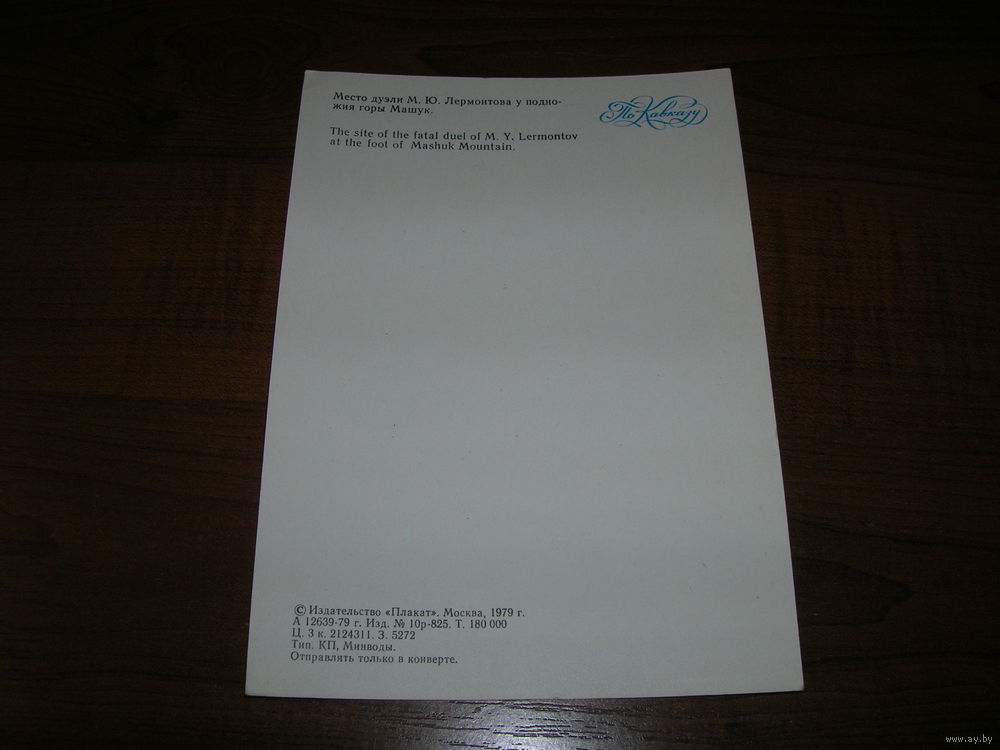 Место дуэли М. Ю. Лермонтова у подно-
жия горы Машук.
По Кавказу
The site of the fatal duel of M. Y. Lermontov
at the foot of Mashuk Mountain.
© Издательство «Плакат». Москва, 1979 г.
А 12639-79 г. Изд. № 10р-825. Т. 180 000
Ц. 3 к. 2124311. З. 5272
Тип. КП, Минводы.
Отправлять только в конверте.
www.ay.by